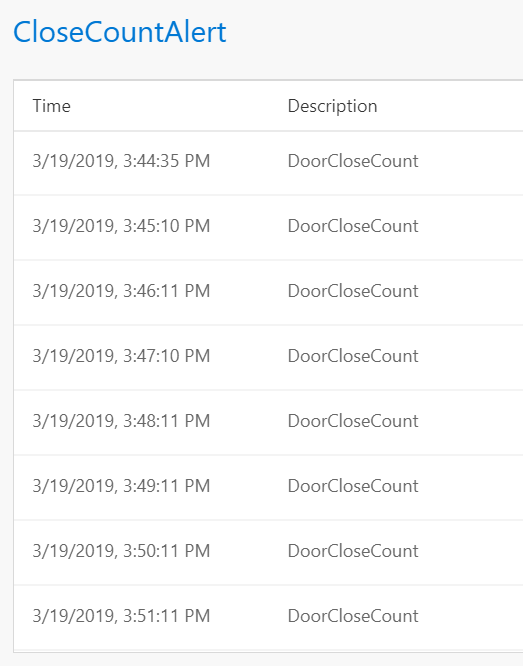 CloseCountAlert
Time Description
3/19/2019, 3:44:35 PM DoorCloseCount
3/19/2019, 3:45:10 PM DoorCloseCount
3/19/2019, 3:46:11 PM DoorCloseCount
3/19/2019, 3:47:10 PM DoorCloseCount
3/19/2019, 3:48:11 PM DoorCloseCount
3/19/2019, 3:49:11 PM DoorCloseCount
3/19/2019, 3:50:11 PM DoorCloseCount
3/19/2019, 3:51:11 PM DoorCloseCount